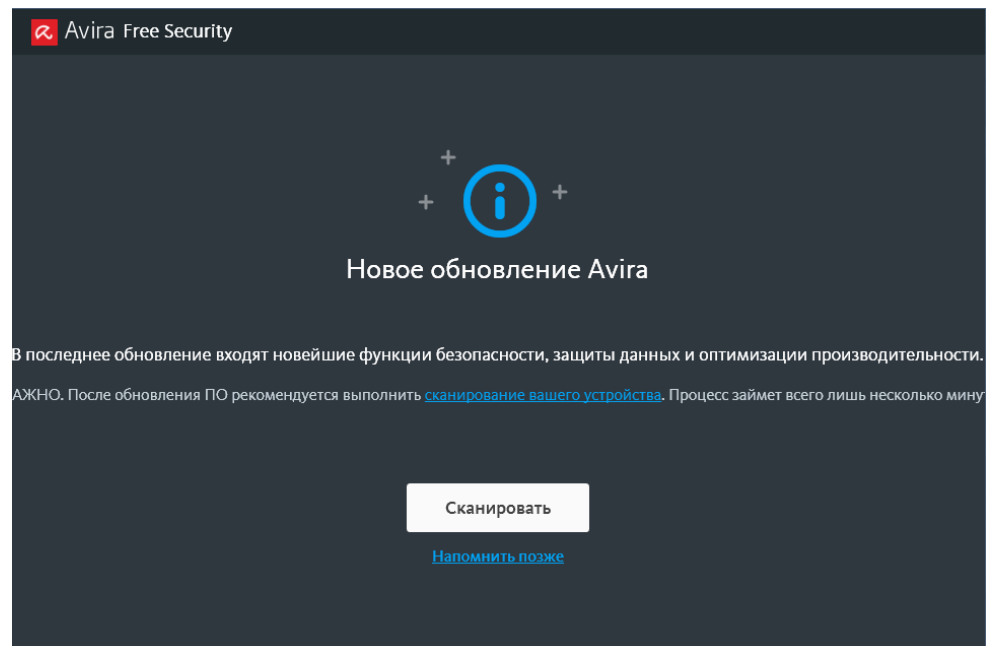 Avira Free Security
Новое обновление Avira
В последнее обновление входят новейшие функции безопасности, защиты данных и оптимизации производительности.
АЖНО. После обновления ПО рекомендуется выполнить сканирование вашего устройства. Процесс займет всего лишь несколько мину
Сканировать
Напомнить позже